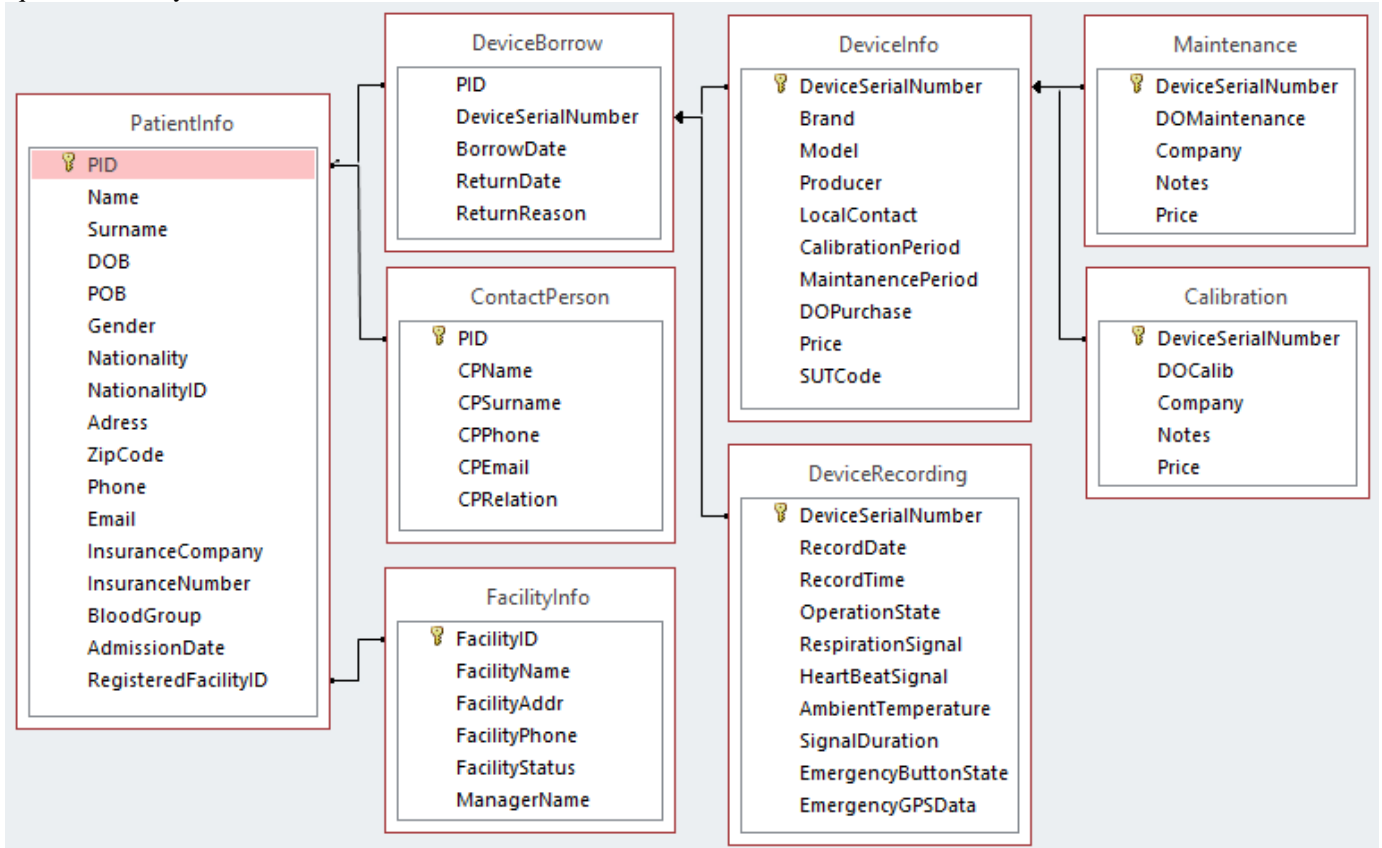 PatientInfo
PID
Name
Surname
DOB
POB
Gender
Nationality
NationalityID
Adress
ZipCode
Phone
Email
InsuranceCompany
InsuranceNumber
BloodGroup
AdmissionDate
RegisteredFacilityID
DeviceBorrow
PID
DeviceSerialNumber
BorrowDate
ReturnDate
ReturnReason
ContactPerson
PID
CPName
CPSurname
CPPhone
CPEmail
CPRelation
FacilityInfo
FacilityID
FacilityName
FacilityAddr
FacilityPhone
FacilityStatus
ManagerName
DeviceInfo
DeviceSerialNumber
Brand
Model
Producer
LocalContact
CalibrationPeriod
MaintanencePeriod
DOPurchase
Price
SUTCode
DeviceRecording
DeviceSerialNumber
RecordDate
RecordTime
OperationState
RespirationSignal
HeartBeatSignal
AmbientTemperature
SignalDuration
EmergencyButtonState
EmergencyGPSData
Maintenance
DeviceSerialNumber
DOMaintenance
Company
Notes
Price
Calibration
DeviceSerialNumber
DOCalib
Company
Notes
Price